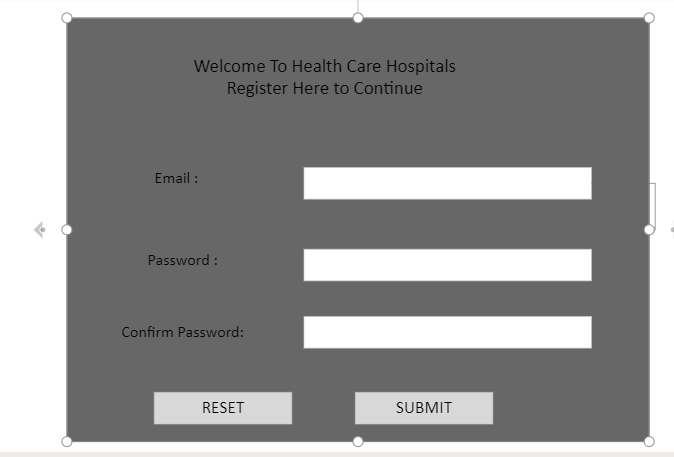 Welcome To Health Care Hospitals
Register Here to Continue
Email :
Password :
Confirm Password:
RESET
SUBMIT